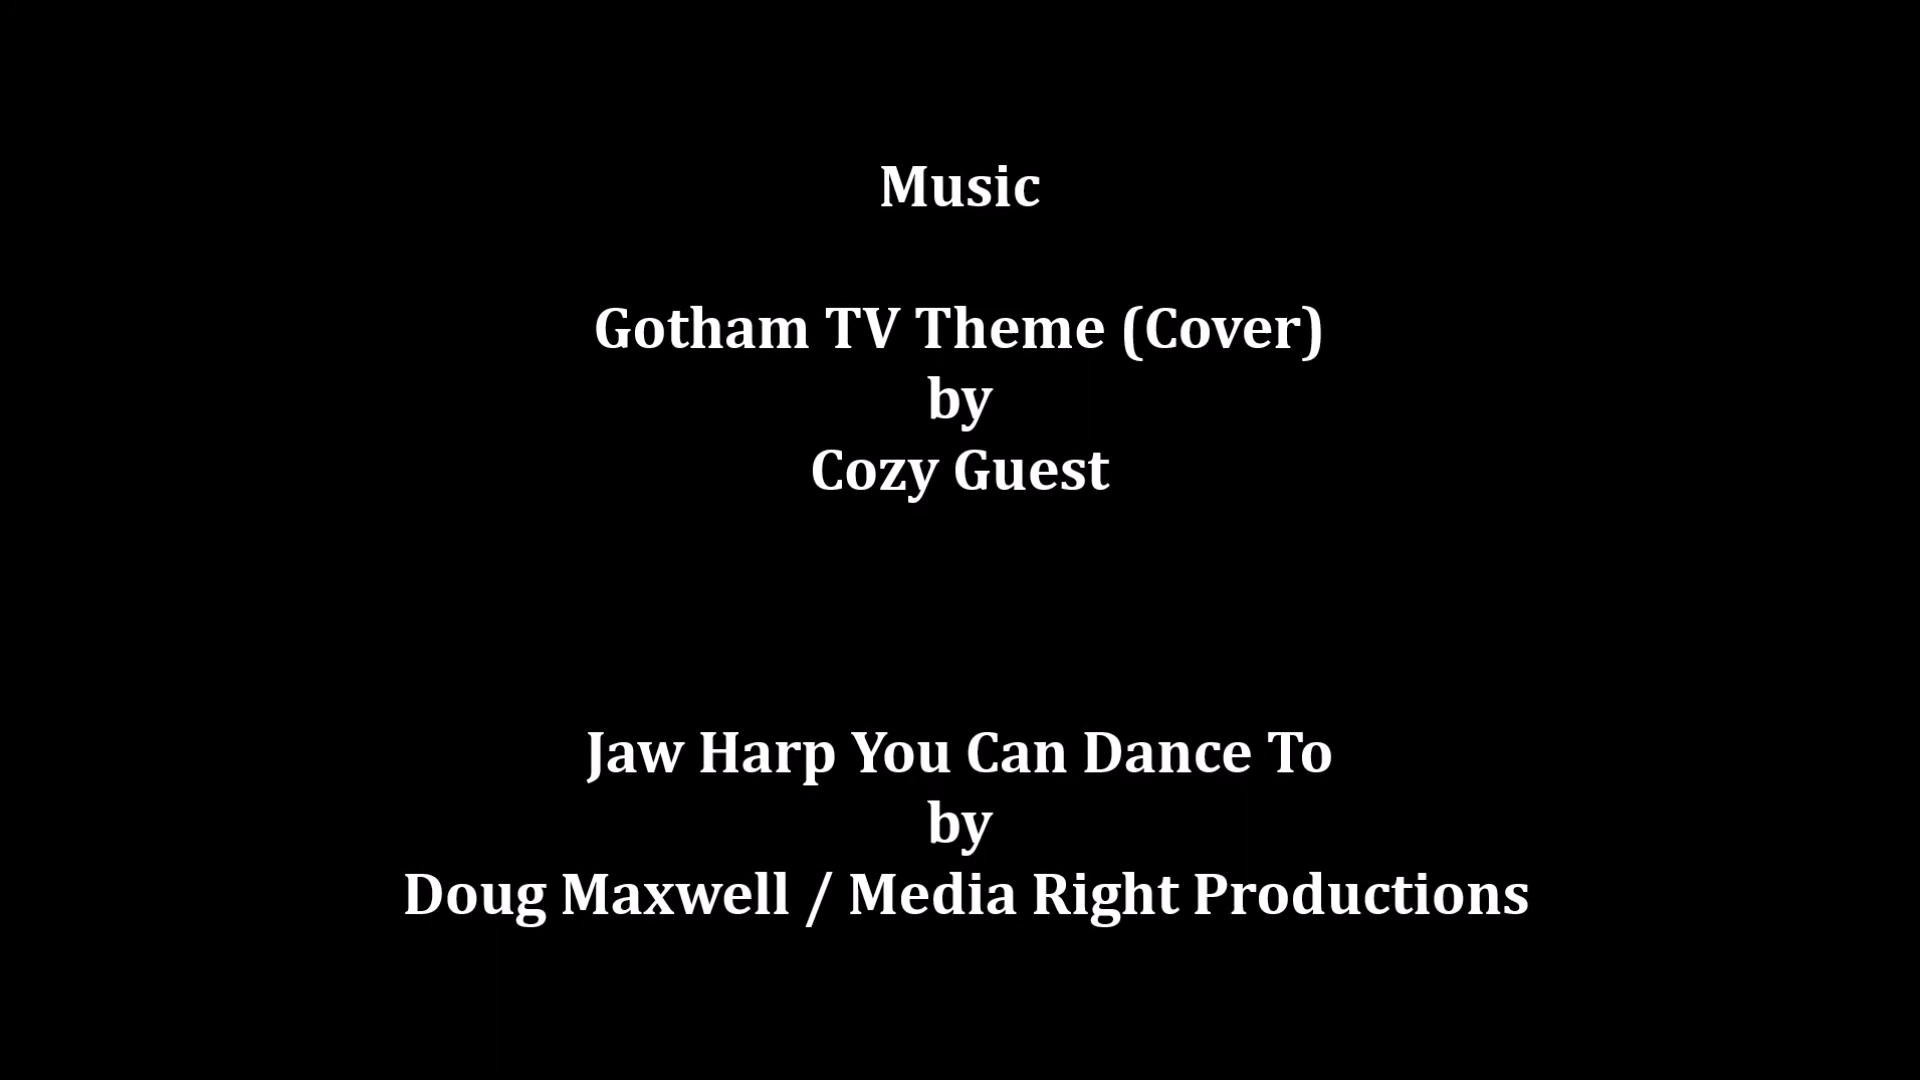 Music
Gotham TV Theme (Cover)
by
Cozy Guest
Jaw Harp You Can Dance To
by
Doug Maxwell / Media Right Productions